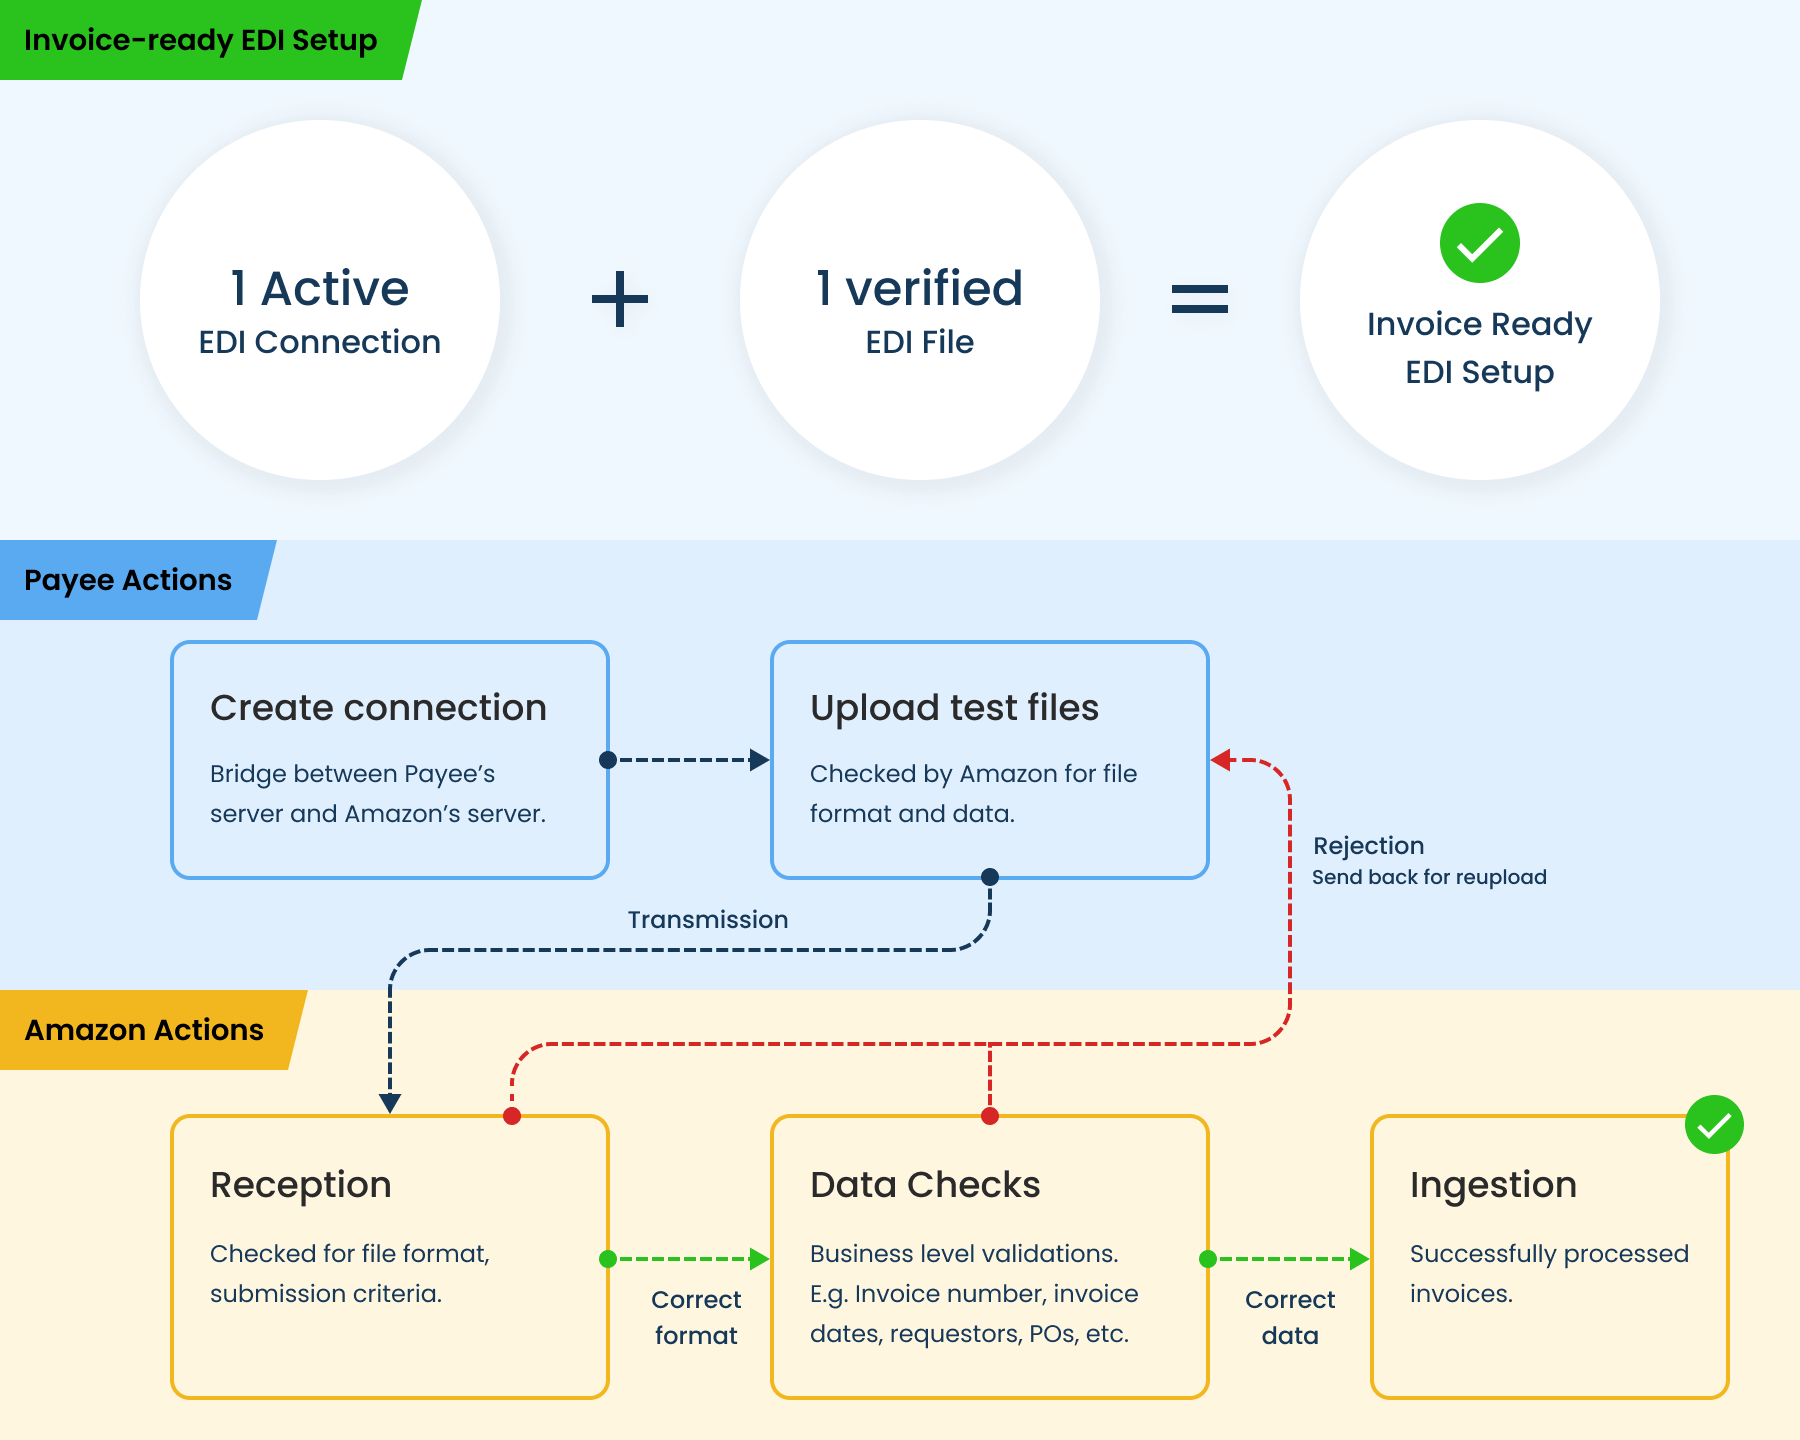 Invoice-ready EDI Setup
1 Active
EDI Connection
+
1 verified
EDI File
=
Invoice Ready
EDI Setup
Payee Actions
Create connection
Bridge between Payee’s
server and Amazon’s server.
Upload test files
Checked by Amazon for file
format and data.
Rejection
Send back for reupload
Transmission
Amazon Actions
Reception
Checked for file format,
submission criteria.
Correct
format
Data Checks
Business level validations.
E.g. Invoice number, invoice
dates, requestors, POs, etc.
Correct
data
Ingestion
Successfully processed
invoices.